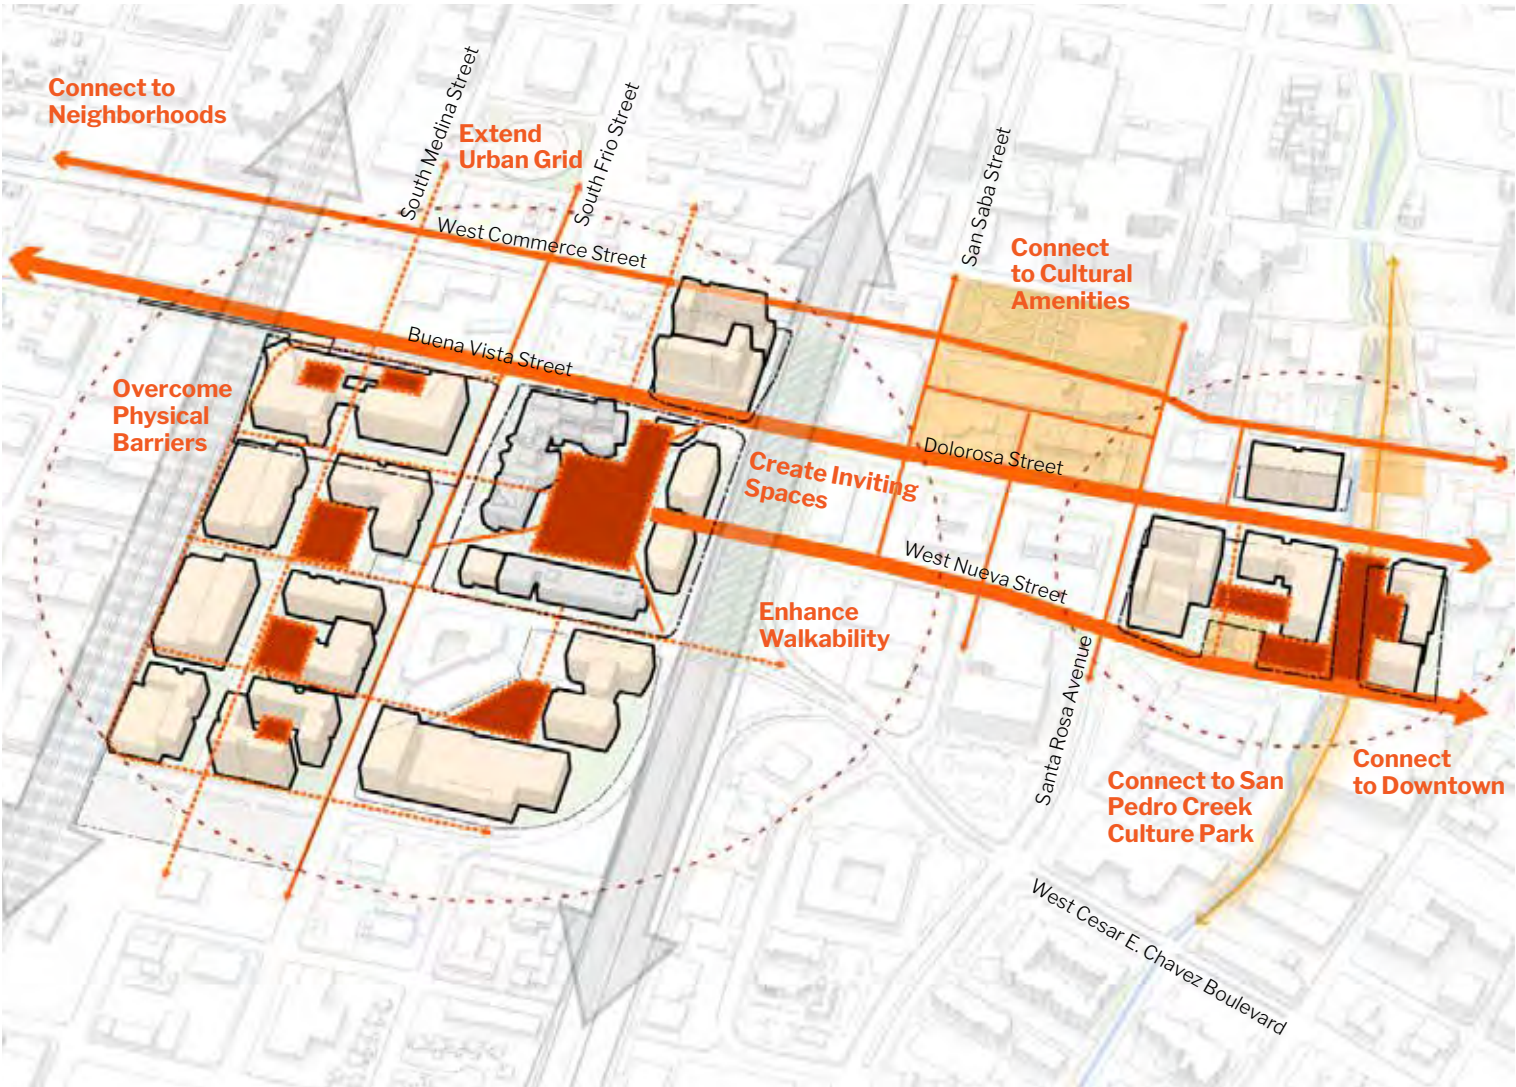 Connect to
Neighborhoods
South Medina Street
Extend
Urban Grid
South Frio Street
West Commerce Street
San Saba Street
Connect
to Cultural
Amenities
Buena Vista Street
Overcome
Physical
Barriers
Dolorosa Street
Create Inviting
Spaces
West Nueva Street
Enhance
Walkability
Santa Rosa Avenue
Connect to San
Pedro Creek
Culture Park
Connect
to Downtown
West Cesar E. Chavez Boulevard